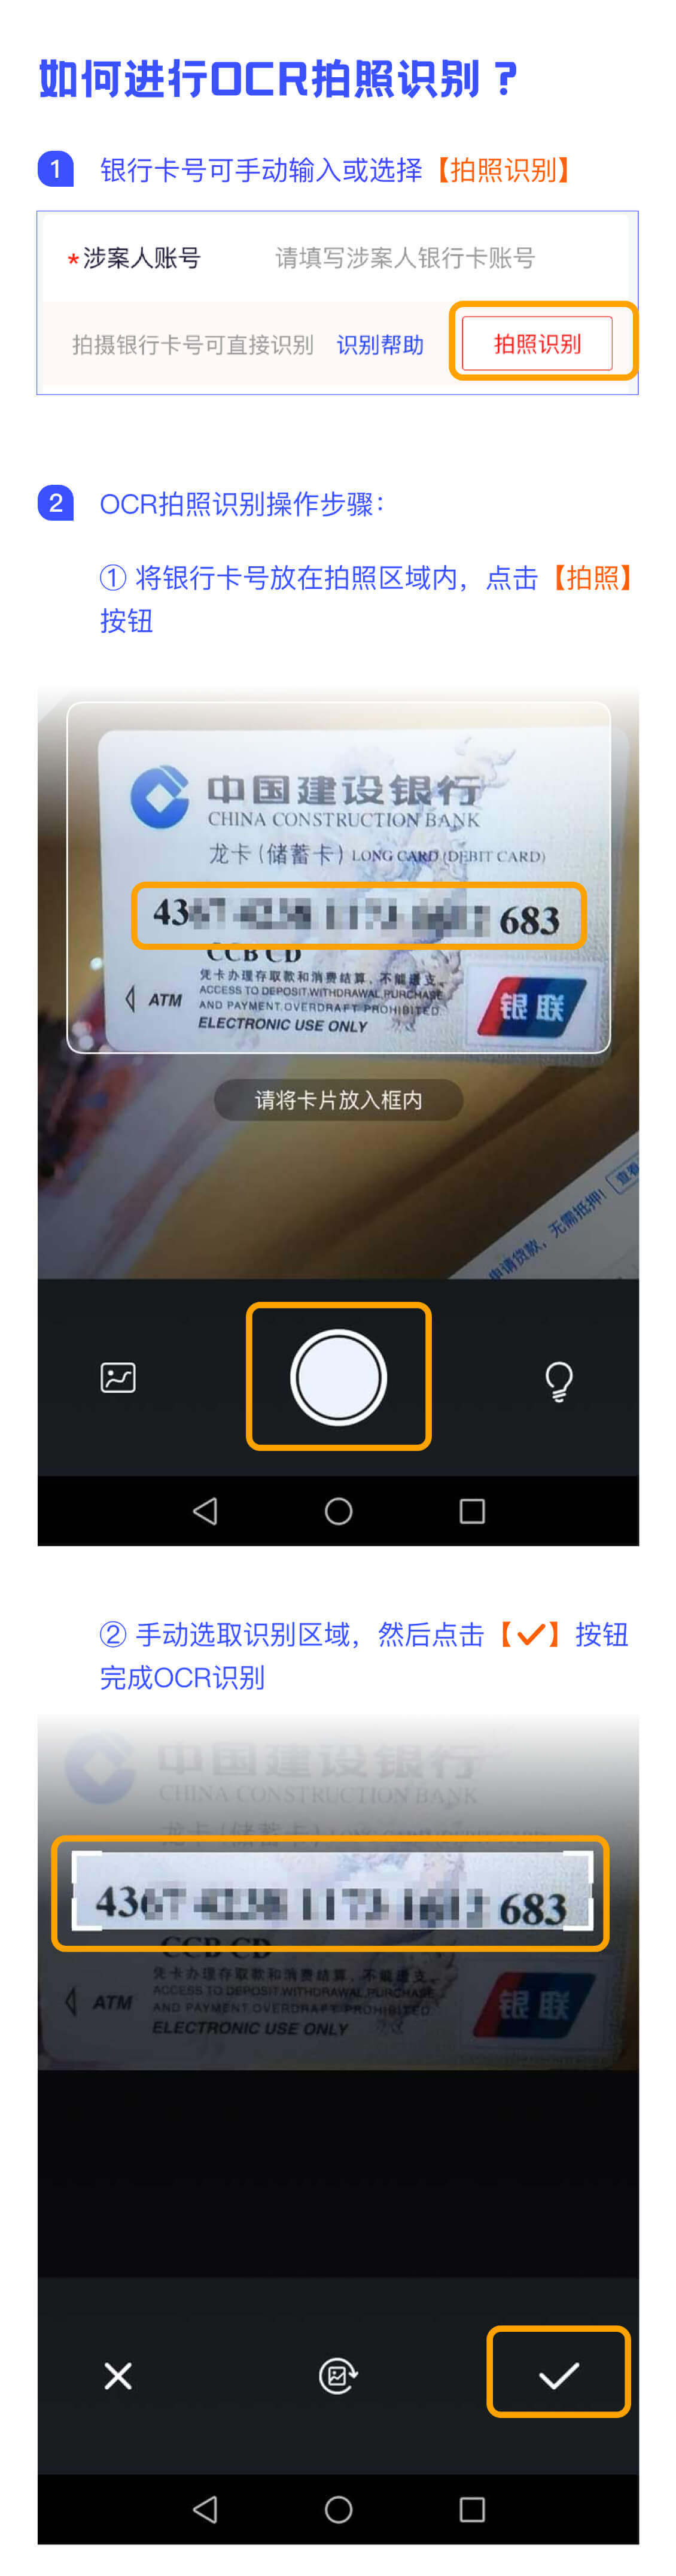 如何进行OCR拍照识别？
1 银行卡号可手动输入或选择【拍照识别】
*涉案人账号 请填写涉案人银行卡账号
拍摄银行卡号可直接识别 识别帮助 拍照识别
2 OCR拍照识别操作步骤：
① 将银行卡号放在拍照区域内，点击【拍照】
按钮
中国建设银行
CHINA CONSTRUCTION BANK
龙卡(储蓄卡) LONG CARD (DEBIT CARD)
43 683
CCB CD
凭卡办理存取款和消费结算，不能透支
ACCESS TO DEPOSIT.WITHDRAWAL.PURCHASE
ATM AND PAYMENT.OVERDRAFT PROHIBITED
ELECTRONIC USE ONLY
银联
请将卡片放入框内
申请贷款，无需抵押! 查看
② 手动选取识别区域，然后点击【✓】按钮
完成OCR识别
中国建设银行
CHINA CONSTRUCTION BANK
龙卡(储蓄卡) LONG CARD (DEBIT CARD)
43 683
CCB CD
凭卡办理存取款和消费结算，不能透支
ACCESS TO DEPOSIT.WITHDRAWAL.PURCHASE
ATM AND PAYMENT.OVERDRAFT PROHIBITED
ELECTRONIC USE ONLY
银联